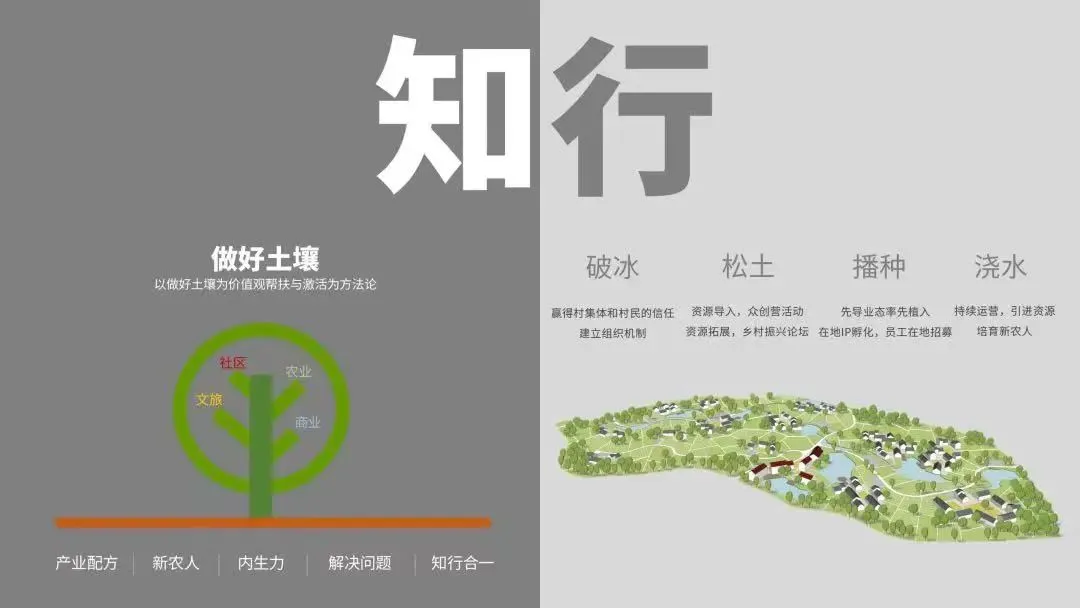 知行
做好土壤
以做好土壤为价值观帮扶与激活为方法论
社区
农业
文旅
商业
产业配方
新农人
内生力
解决问题
知行合一
破冰
赢得村集体和村民的信任
建立组织机制
松土
资源导入，众创营活动
资源拓展，乡村振兴论坛
播种
先导业态率先植入
在地IP孵化，员工在地招募
浇水
持续运营，引进资源
培育新农人